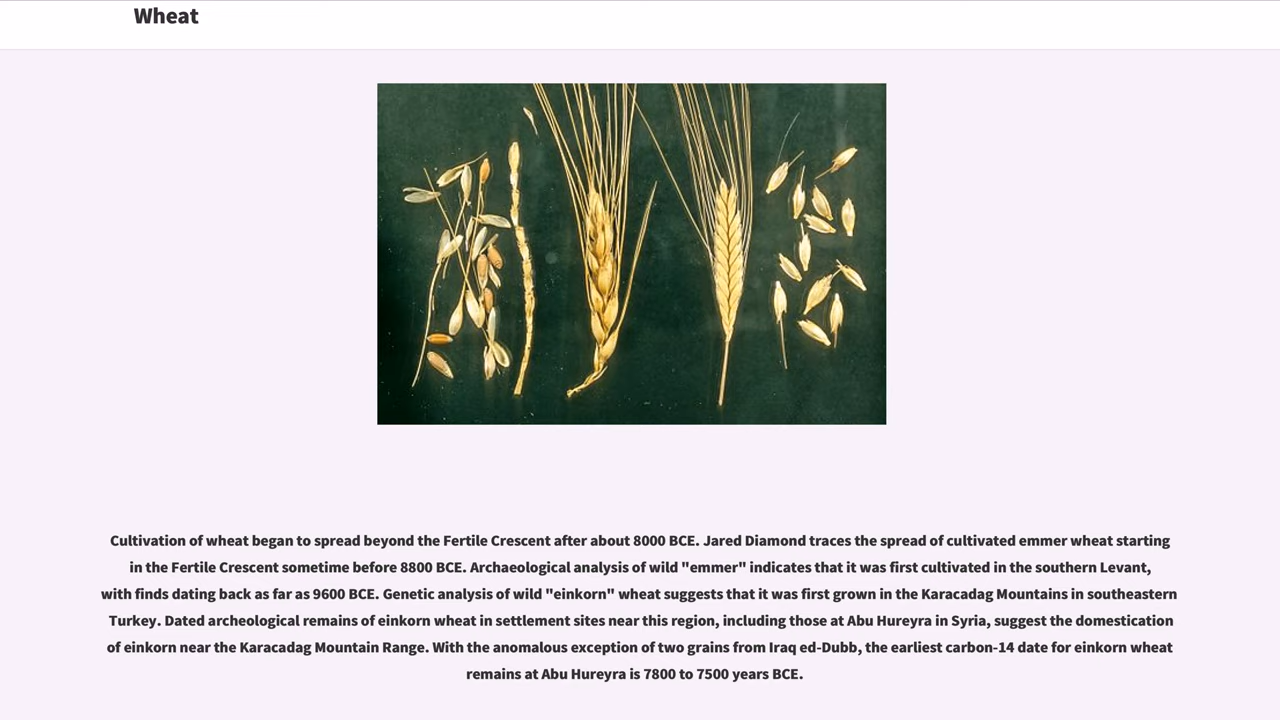 Wheat
Cultivation of wheat began to spread beyond the Fertile Crescent after about 8000 BCE. Jared Diamond traces the spread of cultivated emmer wheat starting
in the Fertile Crescent sometime before 8800 BCE. Archaeological analysis of wild "emmer" indicates that it was first cultivated in the southern Levant,
with finds dating back as far as 9600 BCE. Genetic analysis of wild "einkorn" wheat suggests that it was first grown in the Karacadag Mountains in southeastern
Turkey. Dated archeological remains of einkorn wheat in settlement sites near this region, including those at Abu Hureyra in Syria, suggest the domestication
of einkorn near the Karacadag Mountain Range. With the anomalous exception of two grains from Iraq ed-Dubb, the earliest carbon-14 date for einkorn wheat
remains at Abu Hureyra is 7800 to 7500 years BCE.